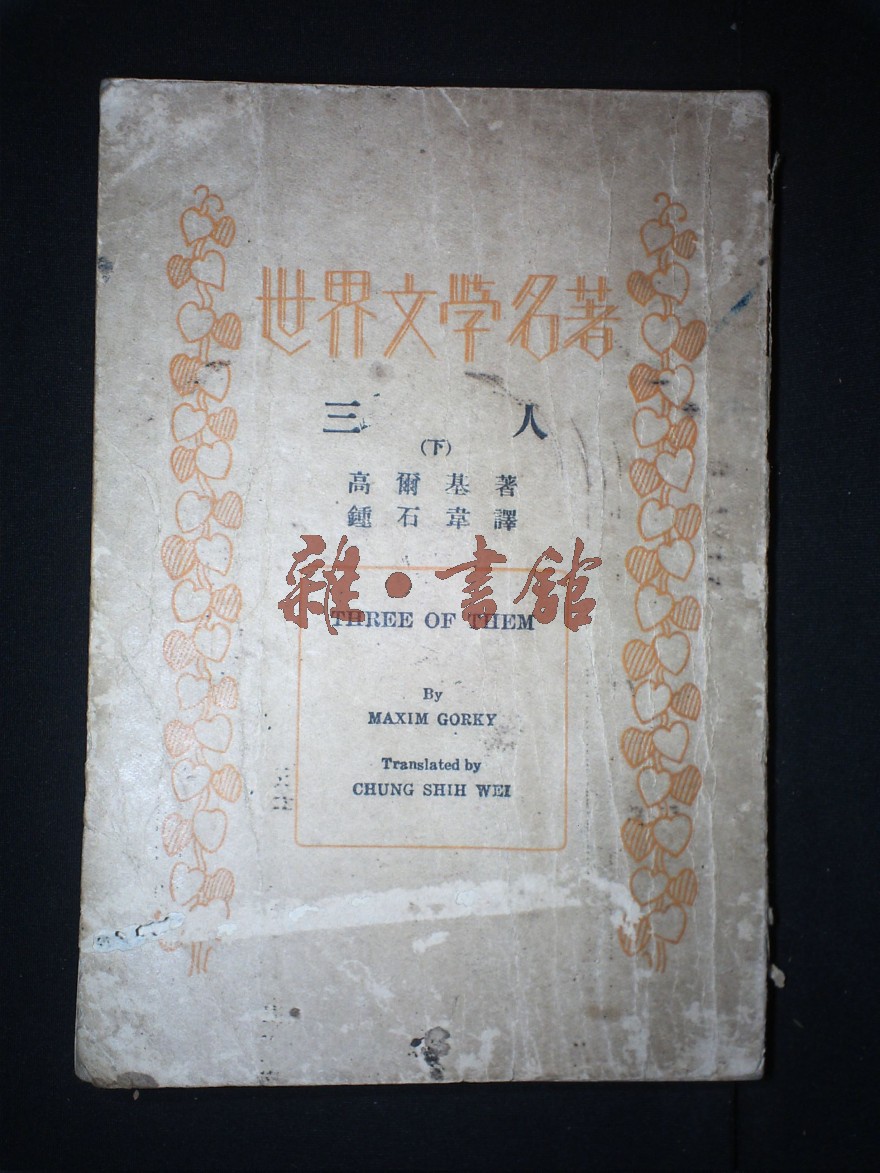 世界文學名著
三人
(下)
高爾基著
鍾石韋譯
雜・書館
THREE OF THEM
By
MAXIM GORKY
Translated by
CHUNG SHIH WEI